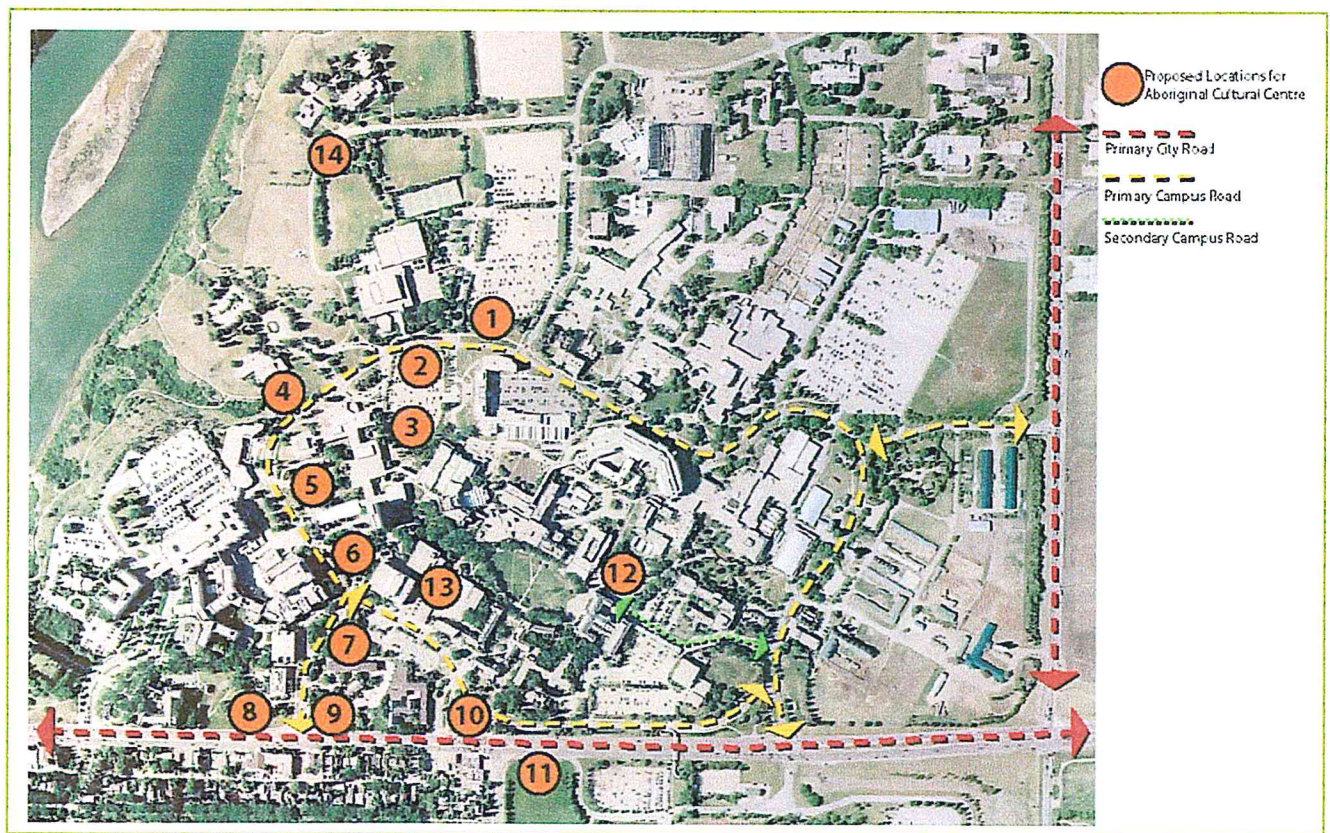 Proposed Locations for
Aboriginal Cultural Centre
Primary City Road
Primary Campus Road
Secondary Campus Road
14
1
2
4
3
5
6
12
13
7
8
9
10
11